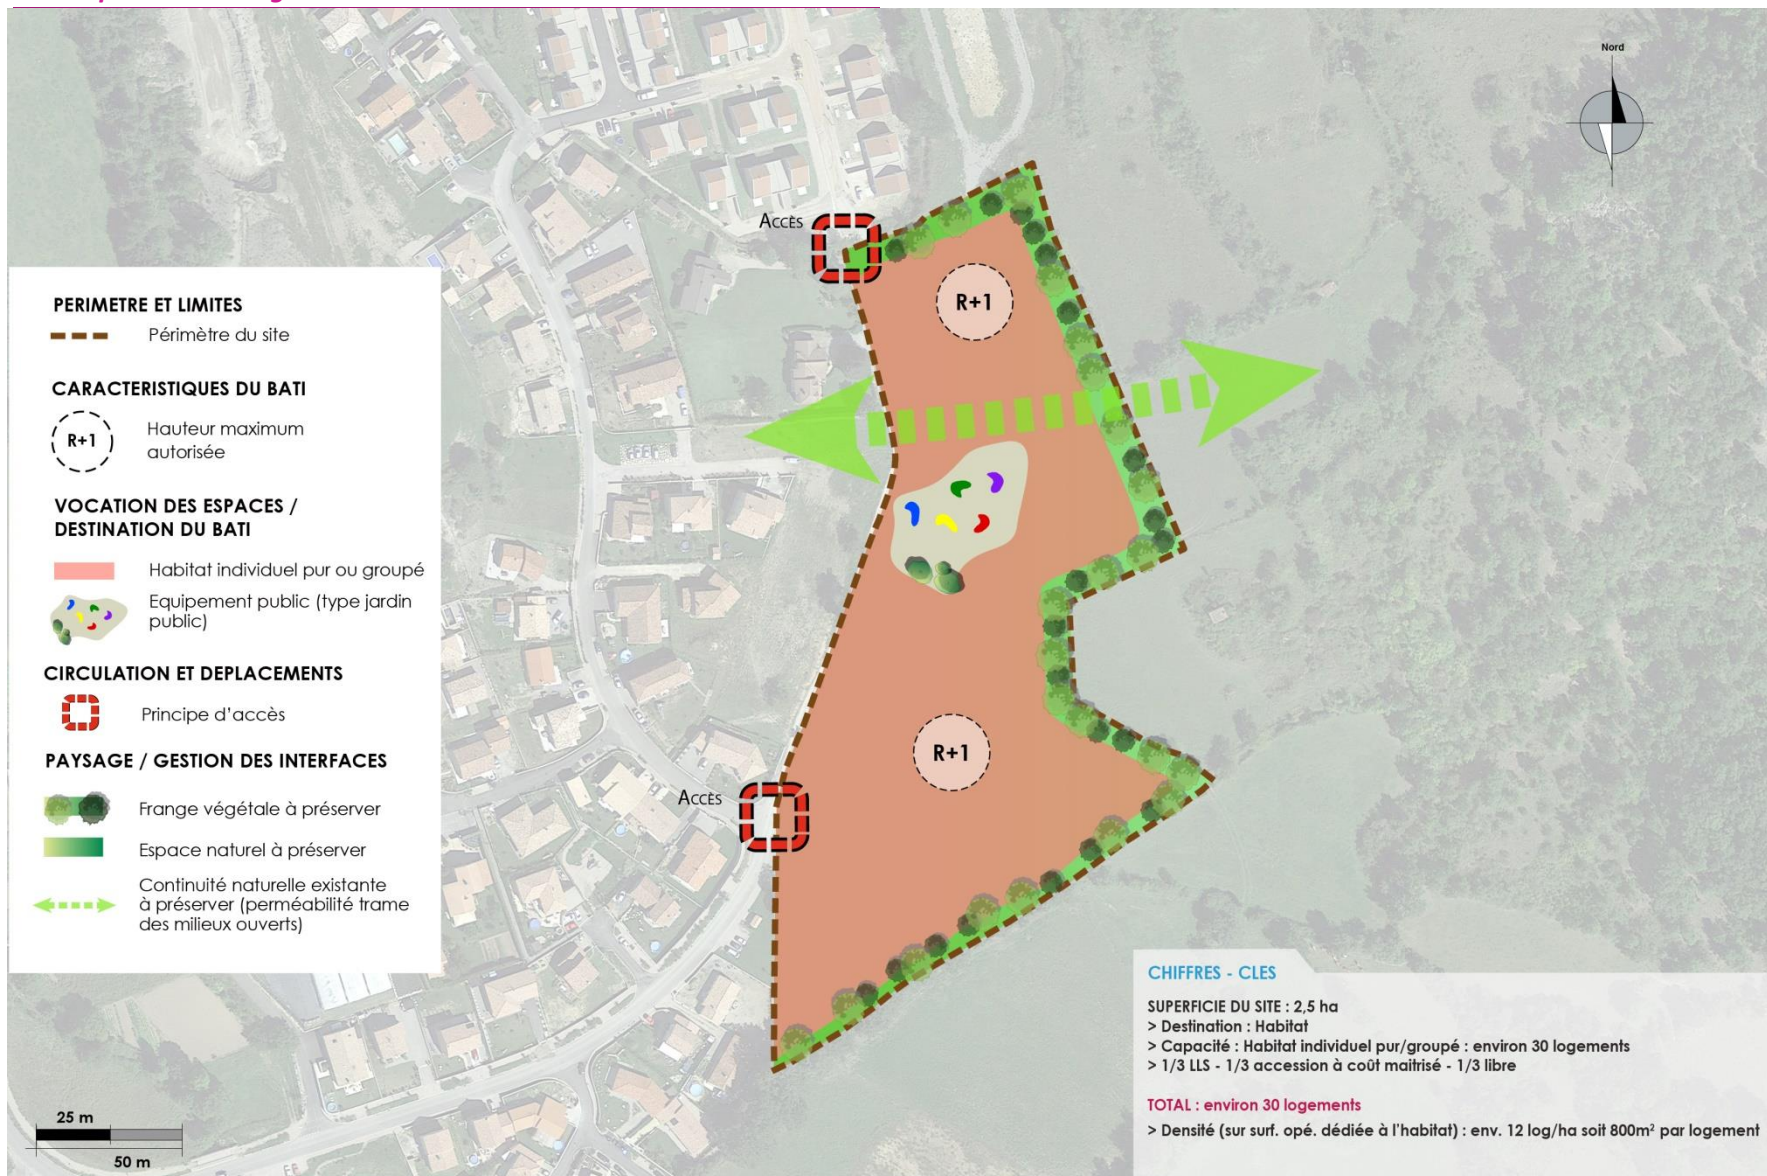 Nord
ACCÈS
R+1
PERIMETRE ET LIMITES
Périmètre du site
CARACTERISTIQUES DU BATI
R+1
Hauteur maximum
autorisée
VOCATION DES ESPACES /
DESTINATION DU BATI
Habitat individuel pur ou groupé
Equipement public (type jardin
public)
CIRCULATION ET DEPLACEMENTS
Principe d'accès
PAYSAGE / GESTION DES INTERFACES
Frange végétale à préserver
Espace naturel à préserver
Continuité naturelle existante
à préserver (perméabilité trame
des milieux ouverts)
R+1
ACCÈS
CHIFFRES - CLES
SUPERFICIE DU SITE : 2,5 ha
> Destination : Habitat
> Capacité : Habitat individuel pur/groupé : environ 30 logements
> 1/3 LLS - 1/3 accession à coût maitrisé - 1/3 libre
TOTAL : environ 30 logements
> Densité (sur surf. opé. dédiée à l'habitat) : env. 12 log/ha soit 800m² par logement
25 m
50 m